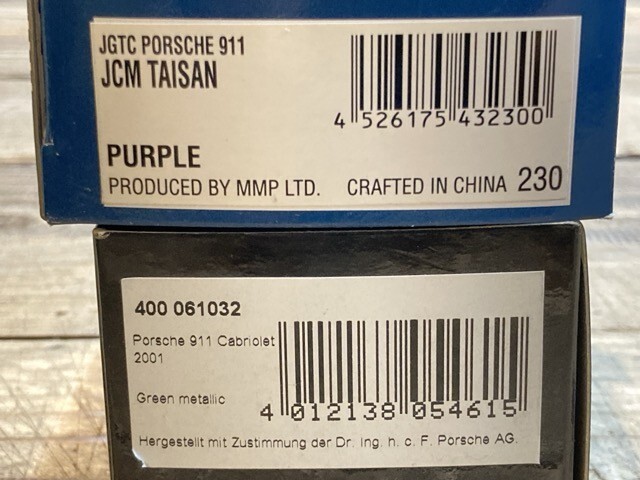 JGTC PORSCHE 911
JCM TAISAN
4 526175 432300
PURPLE
PRODUCED BY MMP LTD. CRAFTED IN CHINA 230
400 061032
Porsche 911 Cabriolet
2001
Green metallic
4 012138 054615
Hergestellt mit Zustimmung der Dr. Ing. h. c. F. Porsche AG.